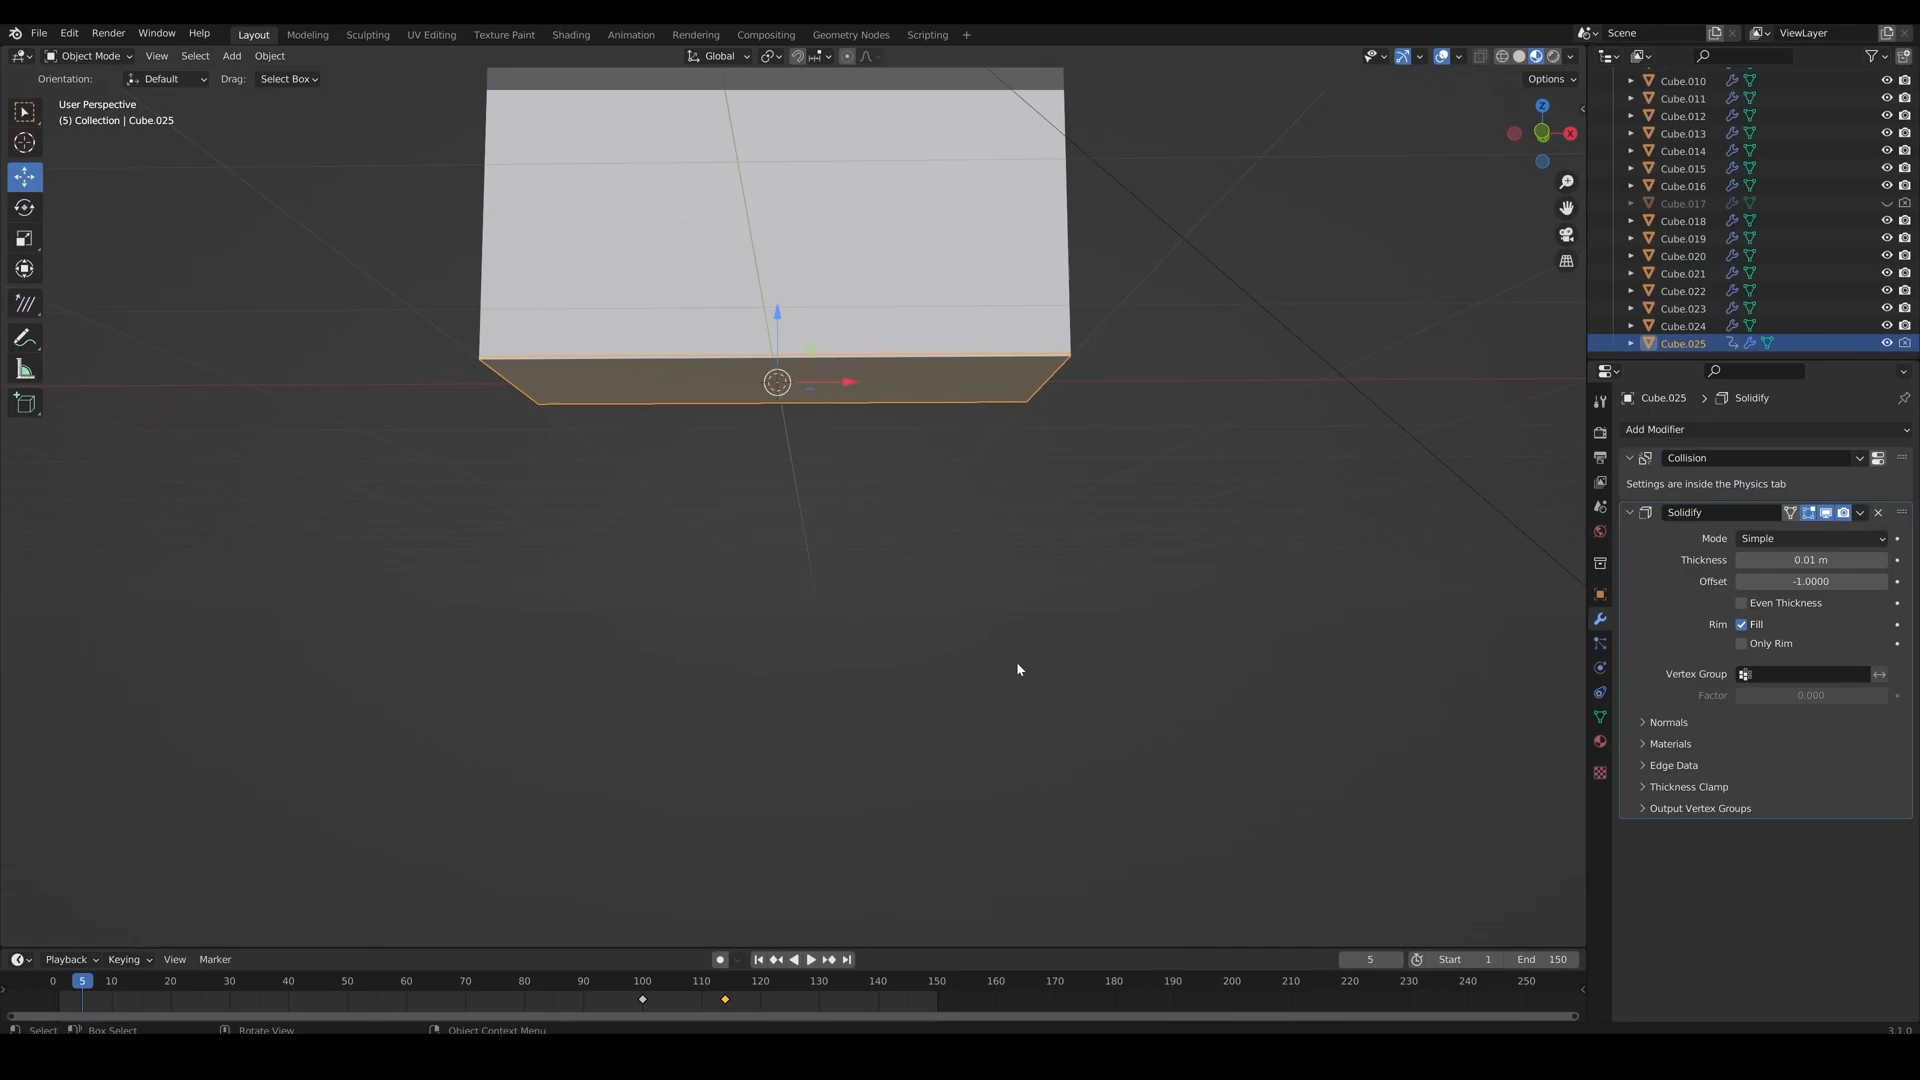 File Edit Render Window Help Layout Modeling Sculpting UV Editing Texture Paint Shading Animation Rendering Compositing Geometry Nodes Scripting + Scene ViewLayer
Object Mode View Select Add Object Global
Orientation: Default Drag: Select Box Options
User Perspective
(5) Collection | Cube.025
Z
X
Cube.010
Cube.011
Cube.012
Cube.013
Cube.014
Cube.015
Cube.016
Cube.017
Cube.018
Cube.019
Cube.020
Cube.021
Cube.022
Cube.023
Cube.024
Cube.025
Cube.025 > Solidify
Add Modifier
Collision
Settings are inside the Physics tab
Solidify
Mode Simple
Thickness 0.01 m
Offset -1.0000
Even Thickness
Rim Fill
Only Rim
Vertex Group
Factor 0.000
Normals
Materials
Edge Data
Thickness Clamp
Output Vertex Groups
Playback Keying View Marker 5 Start 1 End 150
0 5 10 20 30 40 50 60 70 80 90 100 110 120 130 140 150 160 170 180 190 200 210 220 230 240 250
Select Box Select Rotate View Object Context Menu 3.1.0